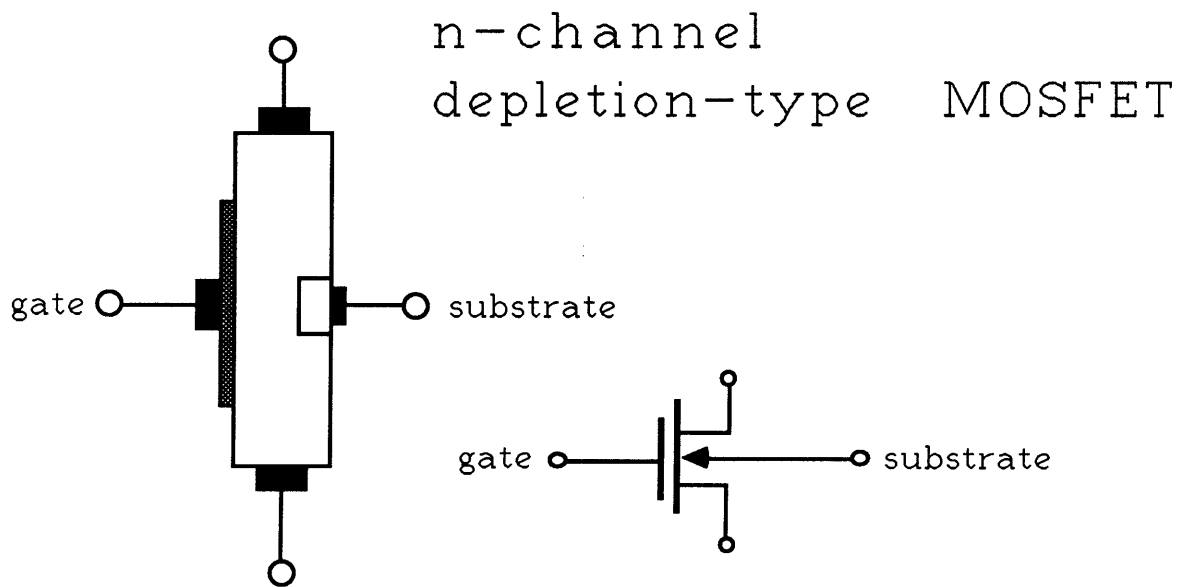 n-channel
depletion-type MOSFET
gate
substrate
gate
substrate